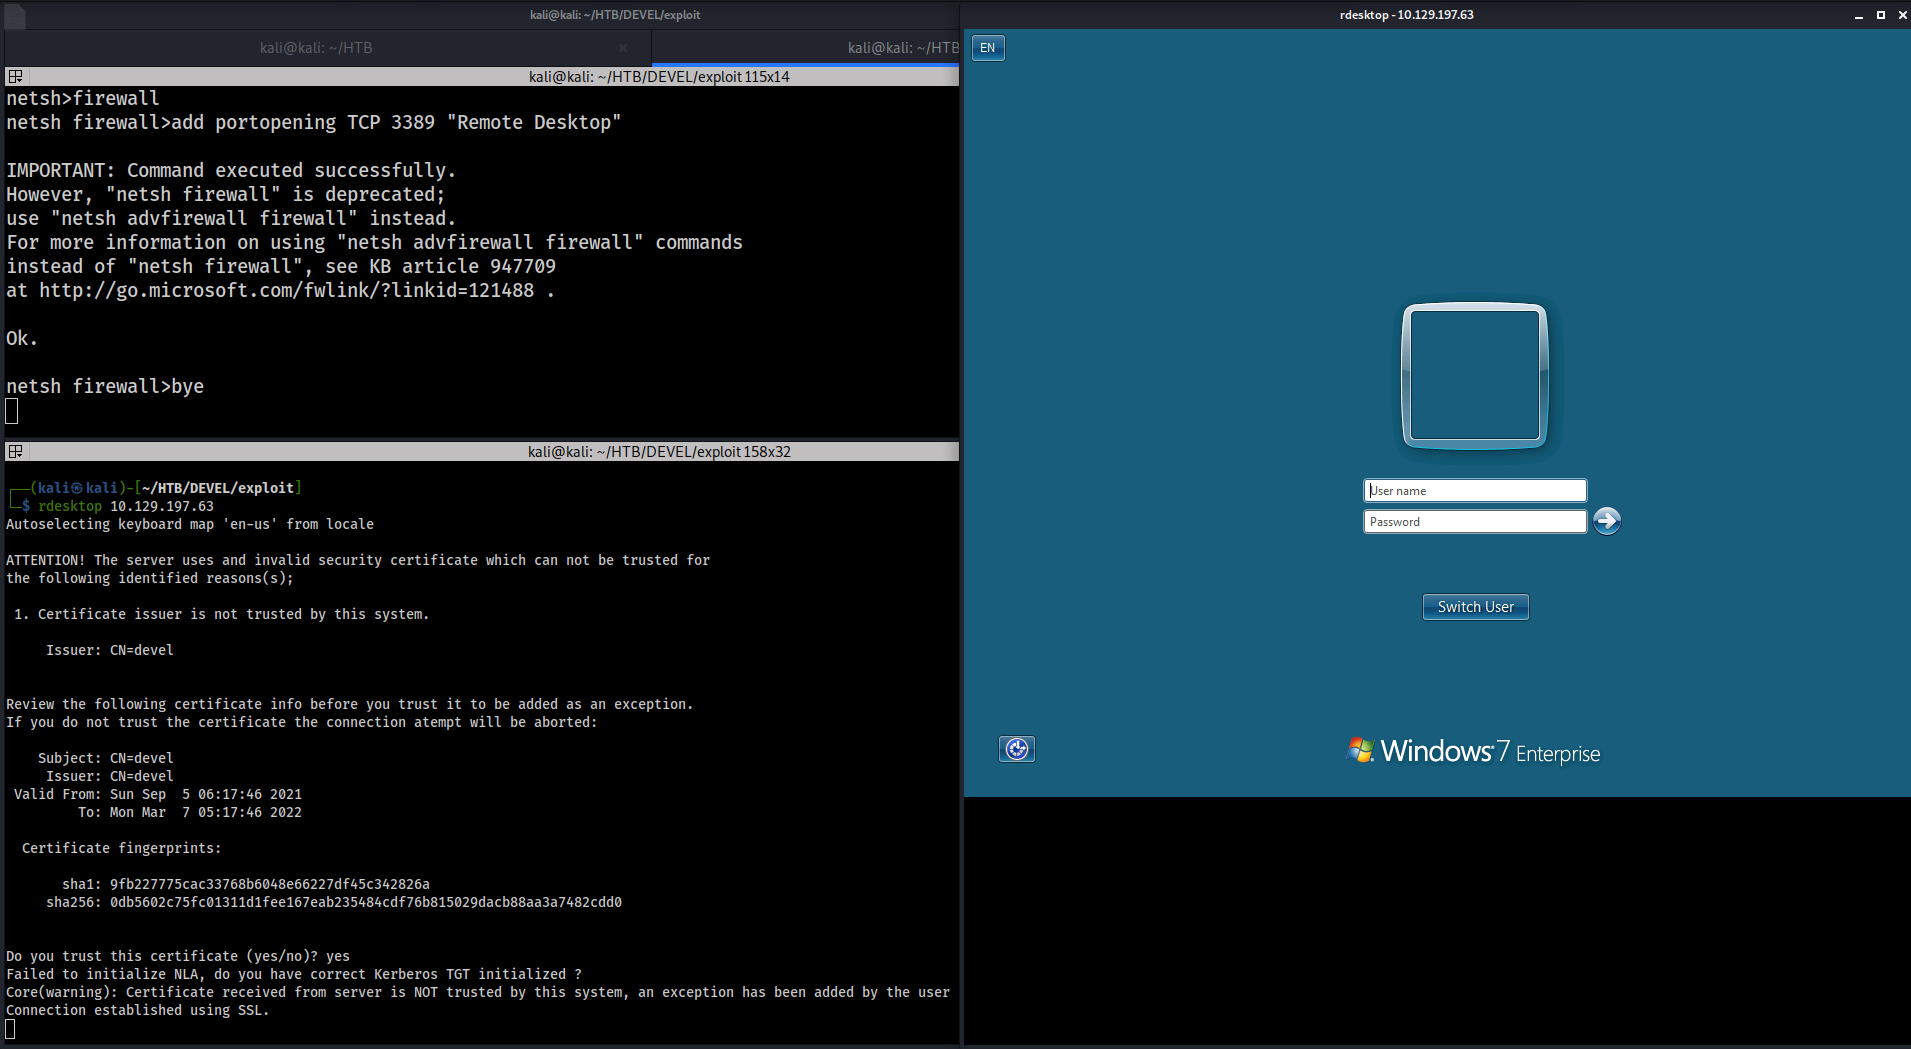 kali@kali: ~/HTB/DEVEL/exploit
kali@kali: ~/HTB
kali@kali: ~/HTB
kali@kali: ~/HTB/DEVEL/exploit 115x14
netsh>firewall
netsh firewall>add portopening TCP 3389 "Remote Desktop"
IMPORTANT: Command executed successfully.
However, "netsh firewall" is deprecated;
use "netsh advfirewall firewall" instead.
For more information on using "netsh advfirewall firewall" commands
instead of "netsh firewall", see KB article 947709
at http://go.microsoft.com/fwlink/?linkid=121488 .
Ok.
netsh firewall>bye
kali@kali: ~/HTB/DEVEL/exploit 158x32
(kali㉿kali)-[~/HTB/DEVEL/exploit]
$ rdesktop 10.129.197.63
Autoselecting keyboard map 'en-us' from locale
ATTENTION! The server uses and invalid security certificate which can not be trusted for
the following identified reasons(s);
1. Certificate issuer is not trusted by this system.
Issuer: CN=devel
Review the following certificate info before you trust it to be added as an exception.
If you do not trust the certificate the connection atempt will be aborted:
Subject: CN=devel
Issuer: CN=devel
Valid From: Sun Sep  5 06:17:46 2021
To: Mon Mar  7 05:17:46 2022
Certificate fingerprints:
sha1: 9fb227775cac33768b6048e66227df45c342826a
sha256: 0db5602c75fc01311d1fee167eab235484cdf76b815029dacb88aa3a7482cdd0
Do you trust this certificate (yes/no)? yes
Failed to initialize NLA, do you have correct Kerberos TGT initialized ?
Core(warning): Certificate received from server is NOT trusted by this system, an exception has been added by the user
Connection established using SSL.
rdesktop - 10.129.197.63
EN
User name
Password
Switch User
Windows 7 Enterprise